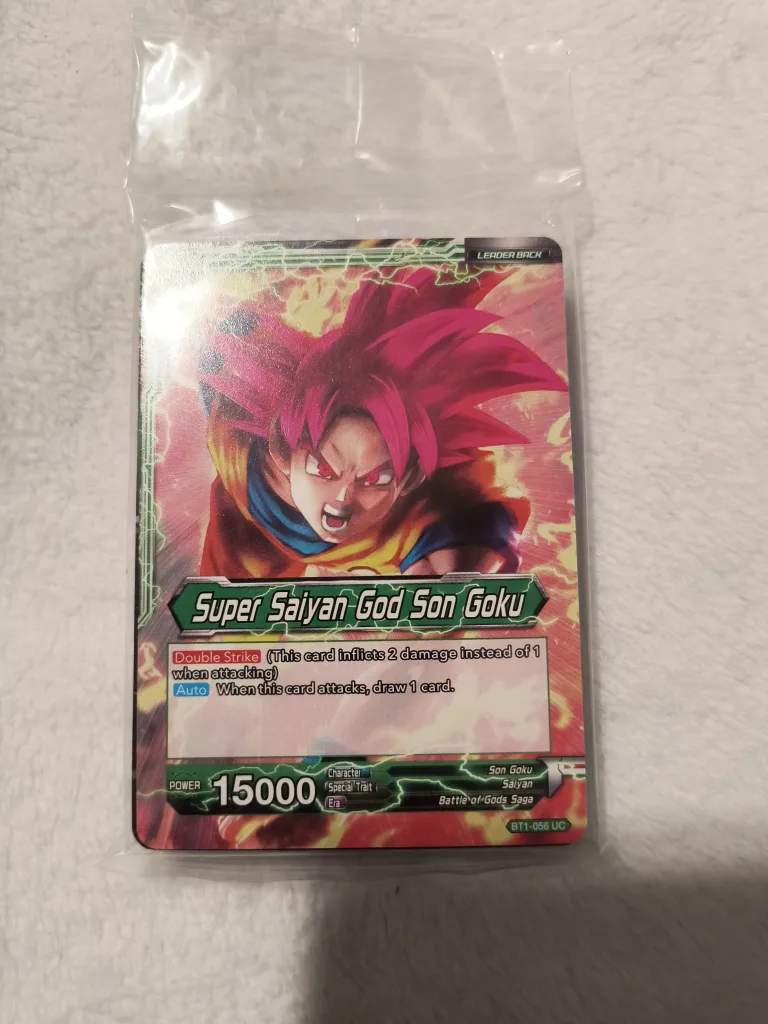 LEADER BACK
Super Saiyan God Son Goku
Double Strike (This card inflicts 2 damage instead of 1
when attacking)
Auto When this card attacks, draw 1 card.
POWER 15000
Character Son Goku
Special Trait Saiyan
Era Battle of Gods Saga
BT1-056 UC